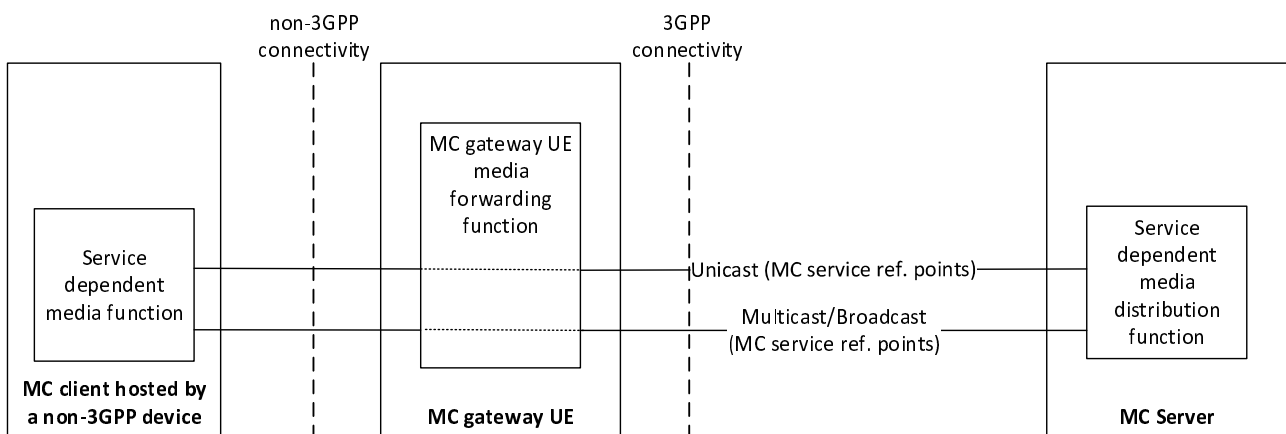 non-3GPP
connectivity
3GPP
connectivity
MC gateway UE
media
forwarding
function
Service
dependent
media function
Service
dependent
media
distribution
function
Unicast (MC service ref. points)
Multicast/Broadcast
(MC service ref. points)
MC client hosted by
a non-3GPP device
MC gateway UE
MC Server